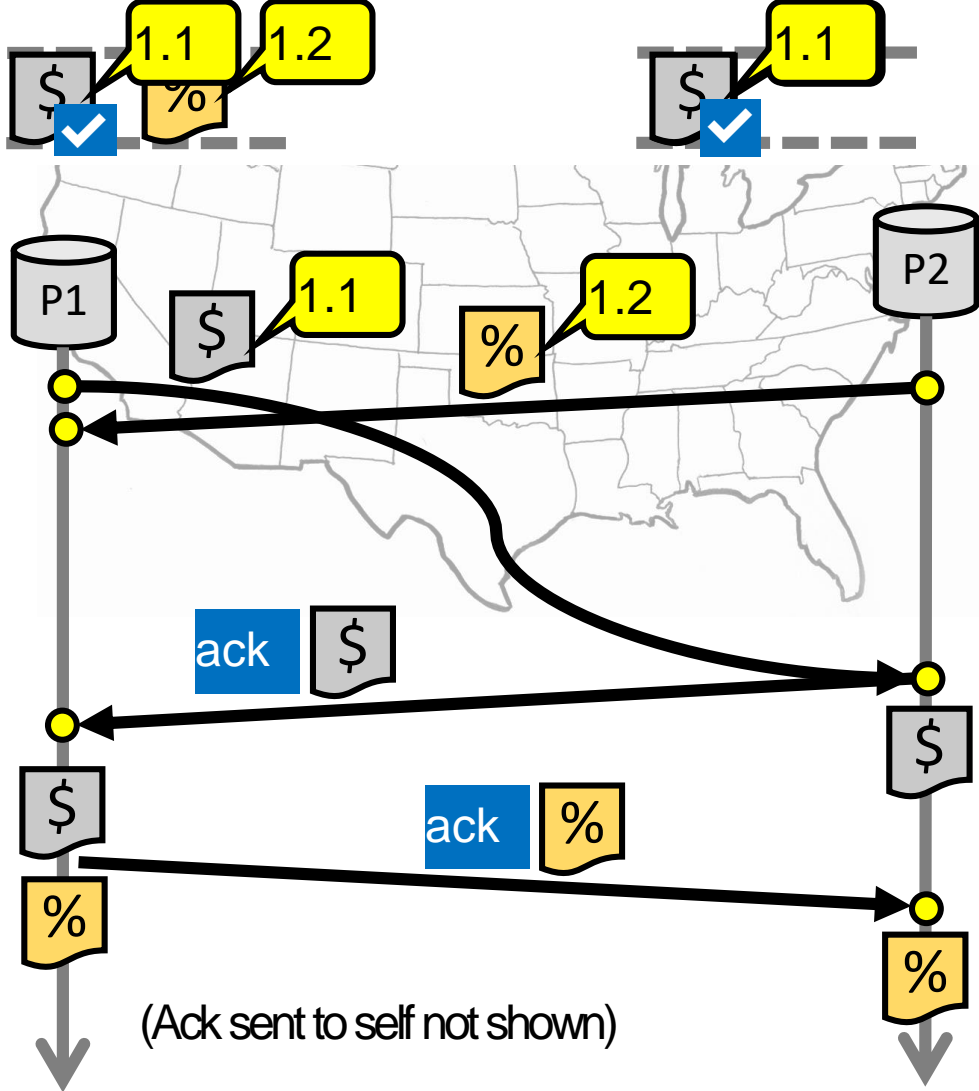 1.1 1.2 1.1
$ % $
P1 P2
1.1 1.2
$ %
ack $
$
$
ack %
%
%
(Ack sent to self not shown)